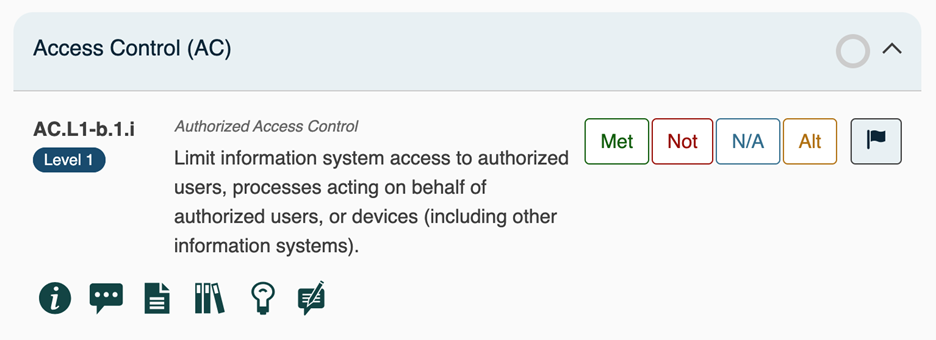 Access Control (AC)
AC.L1-b.1.i
Level 1
Authorized Access Control
Limit information system access to authorized
users, processes acting on behalf of
authorized users, or devices (including other
information systems).
Met Not N/A Alt